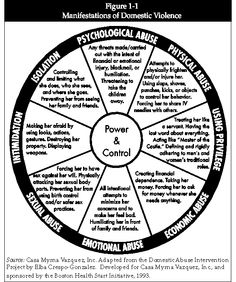 Figure 1-1
Manifestations of Domestic Violence
PSYCHOLOGICAL ABUSE
Any threats made/carried
out with the intent of
financial or emotional
injury, blackmail, or
humiliation.
Threatening to
take the
children
away.
PHYSICAL ABUSE
Attempts to
physically frighten
and/or injure her.
Using slaps, shoves,
punches, kicks, or objects
to control her behavior.
Forcing her to share IV
needles with others.
USING PRIVILEGE
Treating her like
a servant. Having the
last word about everything.
Acting like "Master of the
Castle." Defining and rigidly
adhering to men's and
women's traditional
roles.
ECONOMIC ABUSE
Creating financial
dependence. Taking her
money. Forcing her to ask
for money whenever she
needs anything.
EMOTIONAL ABUSE
All intentional
attempts to
minimize her
concerns and to
make her feel bad.
Humiliating her in front
of family and friends.
SEXUAL ABUSE
Forcing her to have
sex against her will. Physically
attacking her sexual body
parts. Preventing her from
using birth control
and/or safer sex
practices.
INTIMIDATION
Making her afraid by
using looks, actions,
gestures. Destroying her
property. Displaying
weapons.
ISOLATION
Controlling
and limiting what
she does, who she sees,
and where she goes.
Preventing her from seeing
her family and friends.
Power
&
Control
Source: Casa Myrna Vazquez, Inc. Adapted from the Domestic Abuse Intervention
Project by Elba Crespo-Gonzalez. Developed for Casa Myrna Vazquez, Inc, and
sponsored by the Boston Health Start Initiative, 1993.